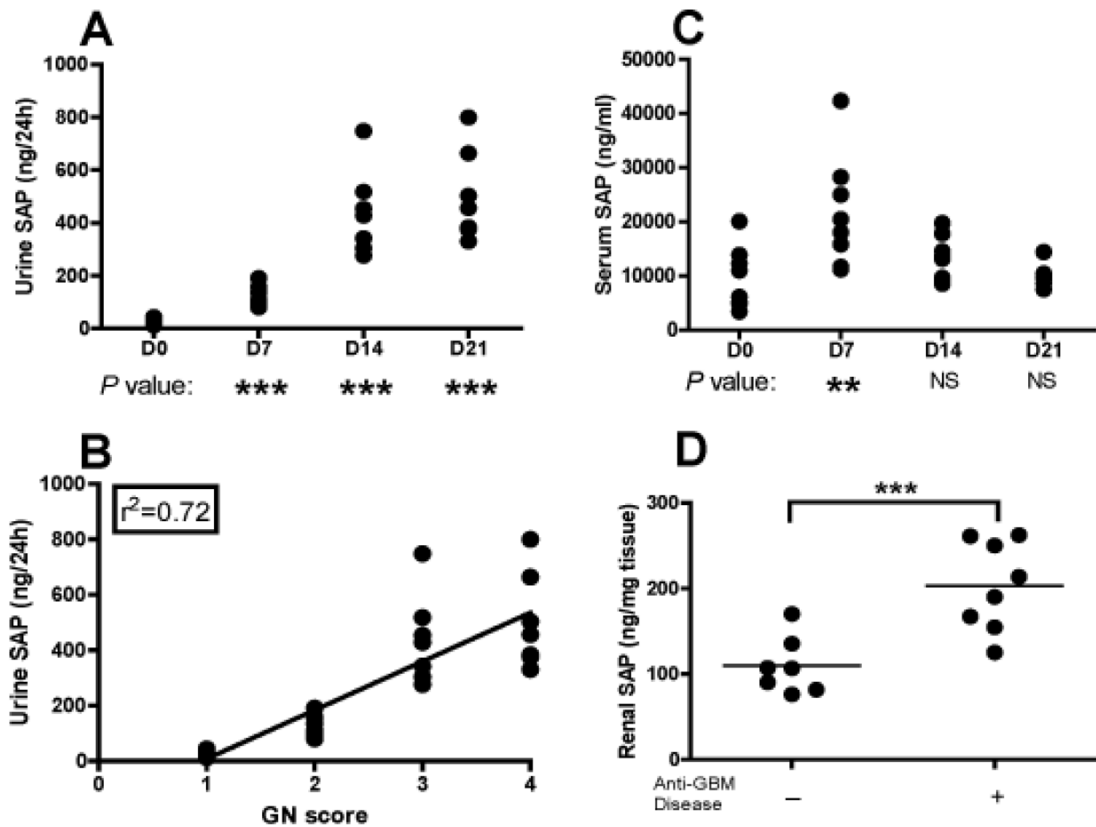 A
Urine SAP (ng/24h)
1000
800
600
400
200
0
D0 D7 D14 D21
P value: *** *** ***
C
Serum SAP (ng/ml)
50000
40000
30000
20000
10000
0
D0 D7 D14 D21
P value: ** NS NS
B
Urine SAP (ng/24h)
1000
800
600
400
200
0
r²=0.72
0 1 2 3 4
GN score
D
Renal SAP (ng/mg tissue)
300
200
100
0
***
Anti-GBM
Disease − +